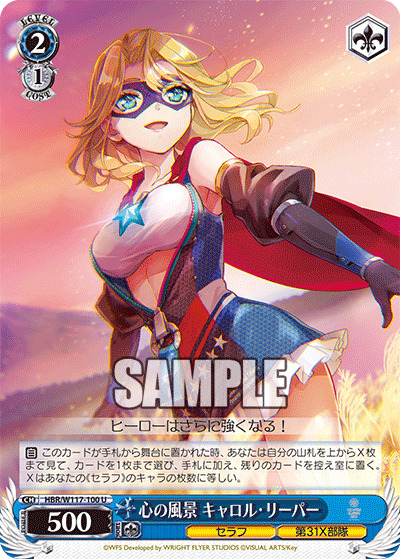 LEVEL
2
1
COST
SAMPLE
ヒーローはさらに強くなる！
このカードが手札から舞台に置かれた時、あなたは自分の山札を上からX枚
まで見て、カードを1枚まで選び、手札に加え、残りのカードを控え室に置く。
Xはあなたの《セラフ》のキャラの枚数に等しい。
CH HBR/W117-100 U
500
心の風景 キャロル・リーパー
セラフ 第31X部隊
©WFS Developed by WRIGHT FLYER STUDIOS ©VISUAL ARTS/Key